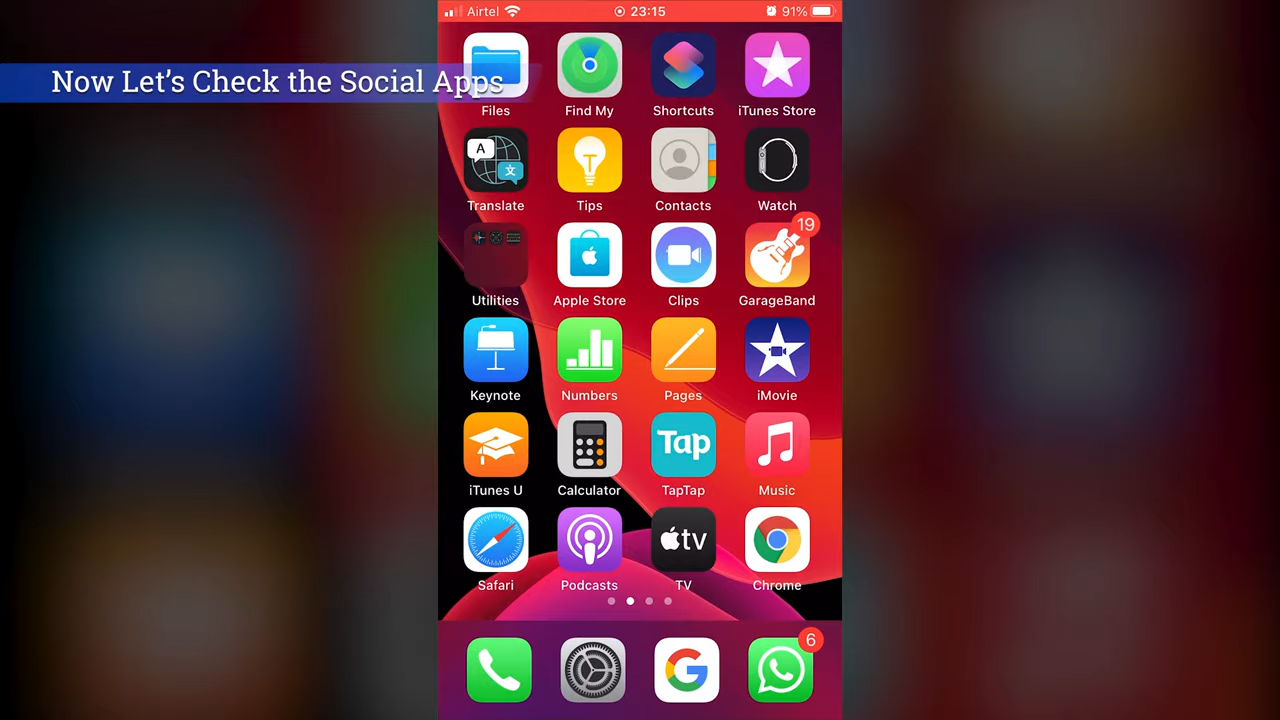 Airtel 23:15 91%
Now Let's Check the Social Apps
Files Find My Shortcuts iTunes Store
A 文
Translate Tips Contacts Watch
19
Utilities Apple Store Clips GarageBand
Keynote Numbers Pages iMovie
Tap
iTunes U Calculator TapTap Music
tv
Safari Podcasts TV Chrome
6
G